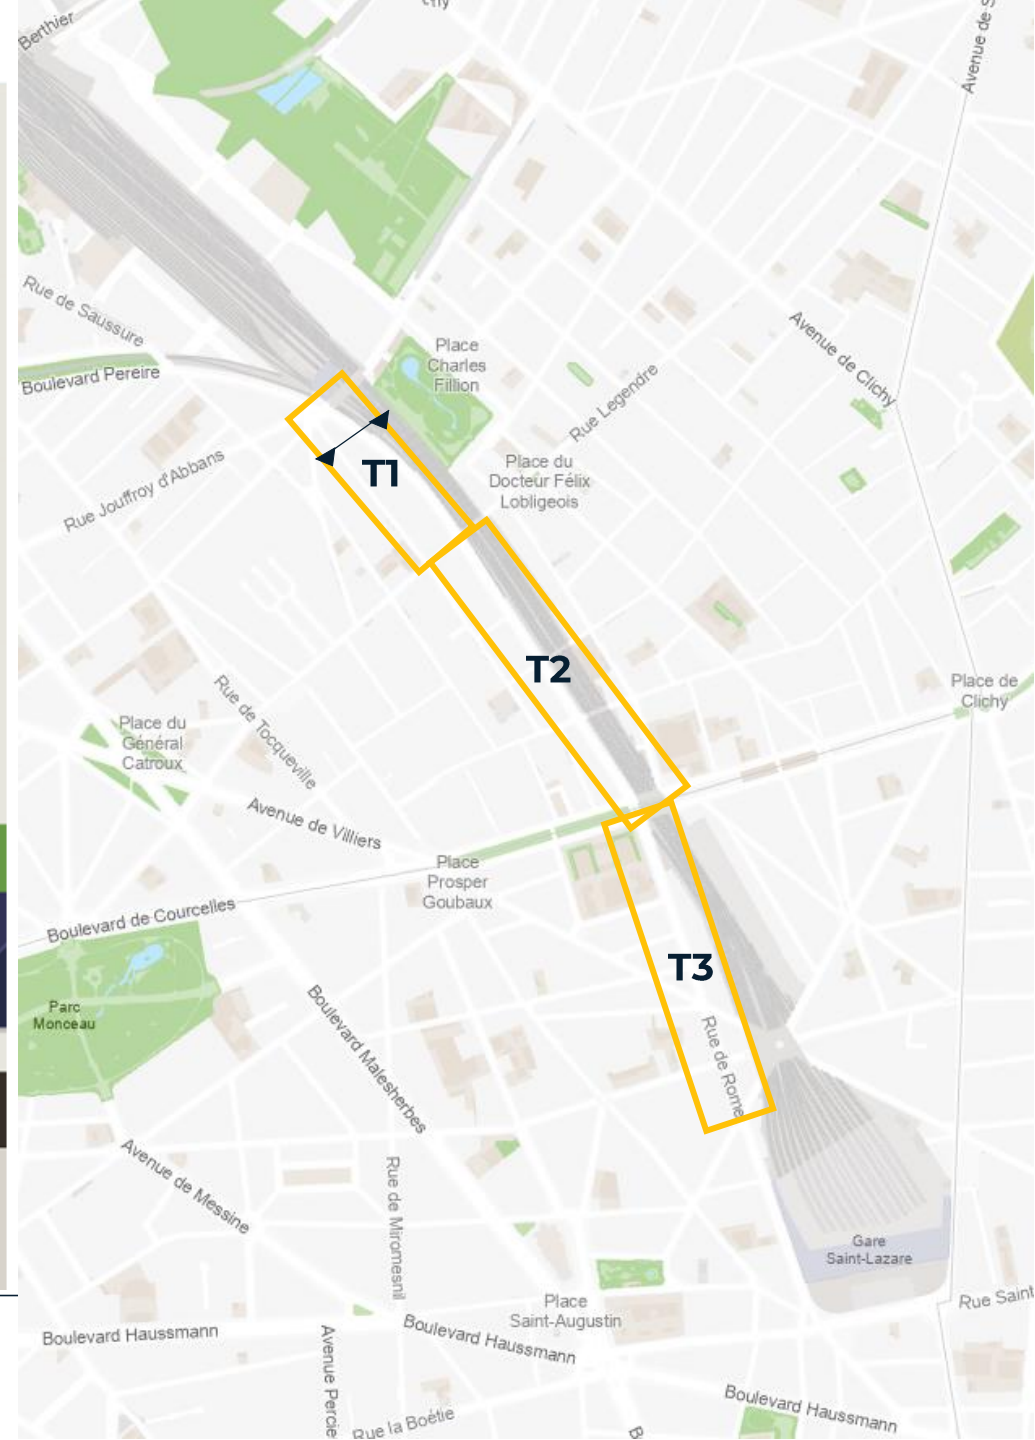 Berthier
Avenue de S
Rue de Saussure
Boulevard Pereire
Place
Charles
Fillion
Avenue de Clichy
Rue Legendre
Rue Jouffroy d'Abbans
T1
Place du
Docteur Félix
Lobligeois
T2
Place de
Clichy
Rue de Tocqueville
Place du
Général
Catroux
Avenue de Villiers
Place
Prosper
Goubaux
Boulevard de Courcelles
T3
Parc
Monceau
Boulevard Malesherbes
Rue de Rome
Avenue de Messine
Rue de Miromesnil
Gare
Saint-Lazare
Place
Saint-Augustin
Rue Saint
Boulevard Haussmann
Boulevard Haussmann
Avenue Percie
Boulevard Haussmann
Rue la Boétie
B